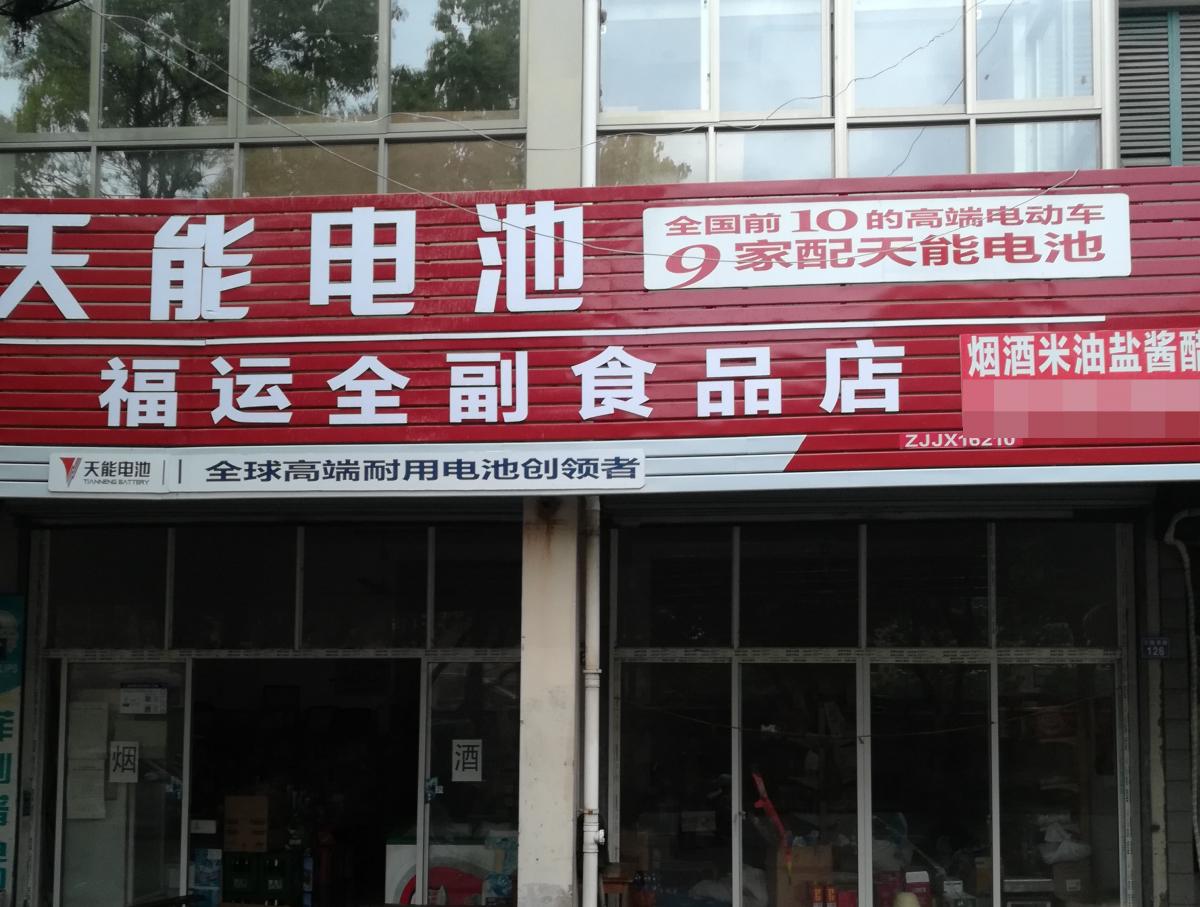 天能电池
全国前10的高端电动车
9家配天能电池
福运全副食品店
烟酒米油盐酱醋
ZJJX16210
天能电池
TIANNENG BATTERY
全球高端耐用电池创领者
126
烟
酒